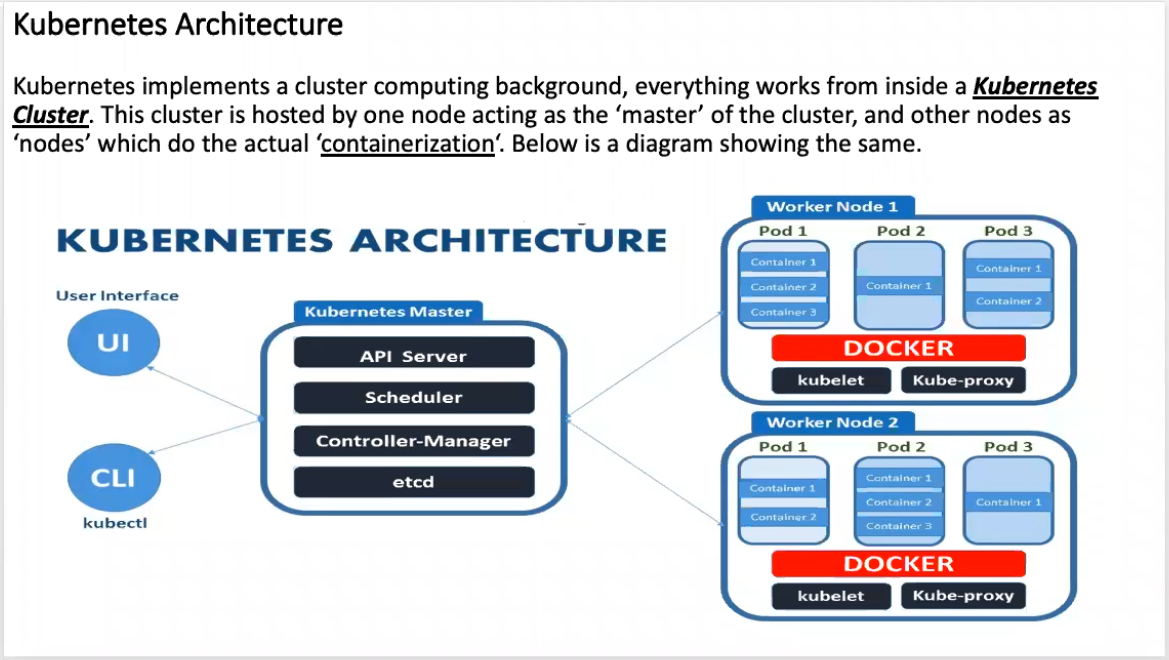 Kubernetes Architecture
Kubernetes implements a cluster computing background, everything works from inside a Kubernetes
Cluster. This cluster is hosted by one node acting as the ‘master’ of the cluster, and other nodes as
‘nodes’ which do the actual ‘containerization‘. Below is a diagram showing the same.
KUBERNETES ARCHITECTURE
User Interface
UI
CLI
kubectl
Kubernetes Master
API Server
Scheduler
Controller-Manager
etcd
Worker Node 1
Pod 1
Container 1
Container 2
Container 3
Pod 2
Container 1
Pod 3
Container 1
Container 2
DOCKER
kubelet
Kube-proxy
Worker Node 2
Pod 1
Container 1
Container 2
Pod 2
Container 1
Container 2
Container 3
Pod 3
Container 1
DOCKER
kubelet
Kube-proxy